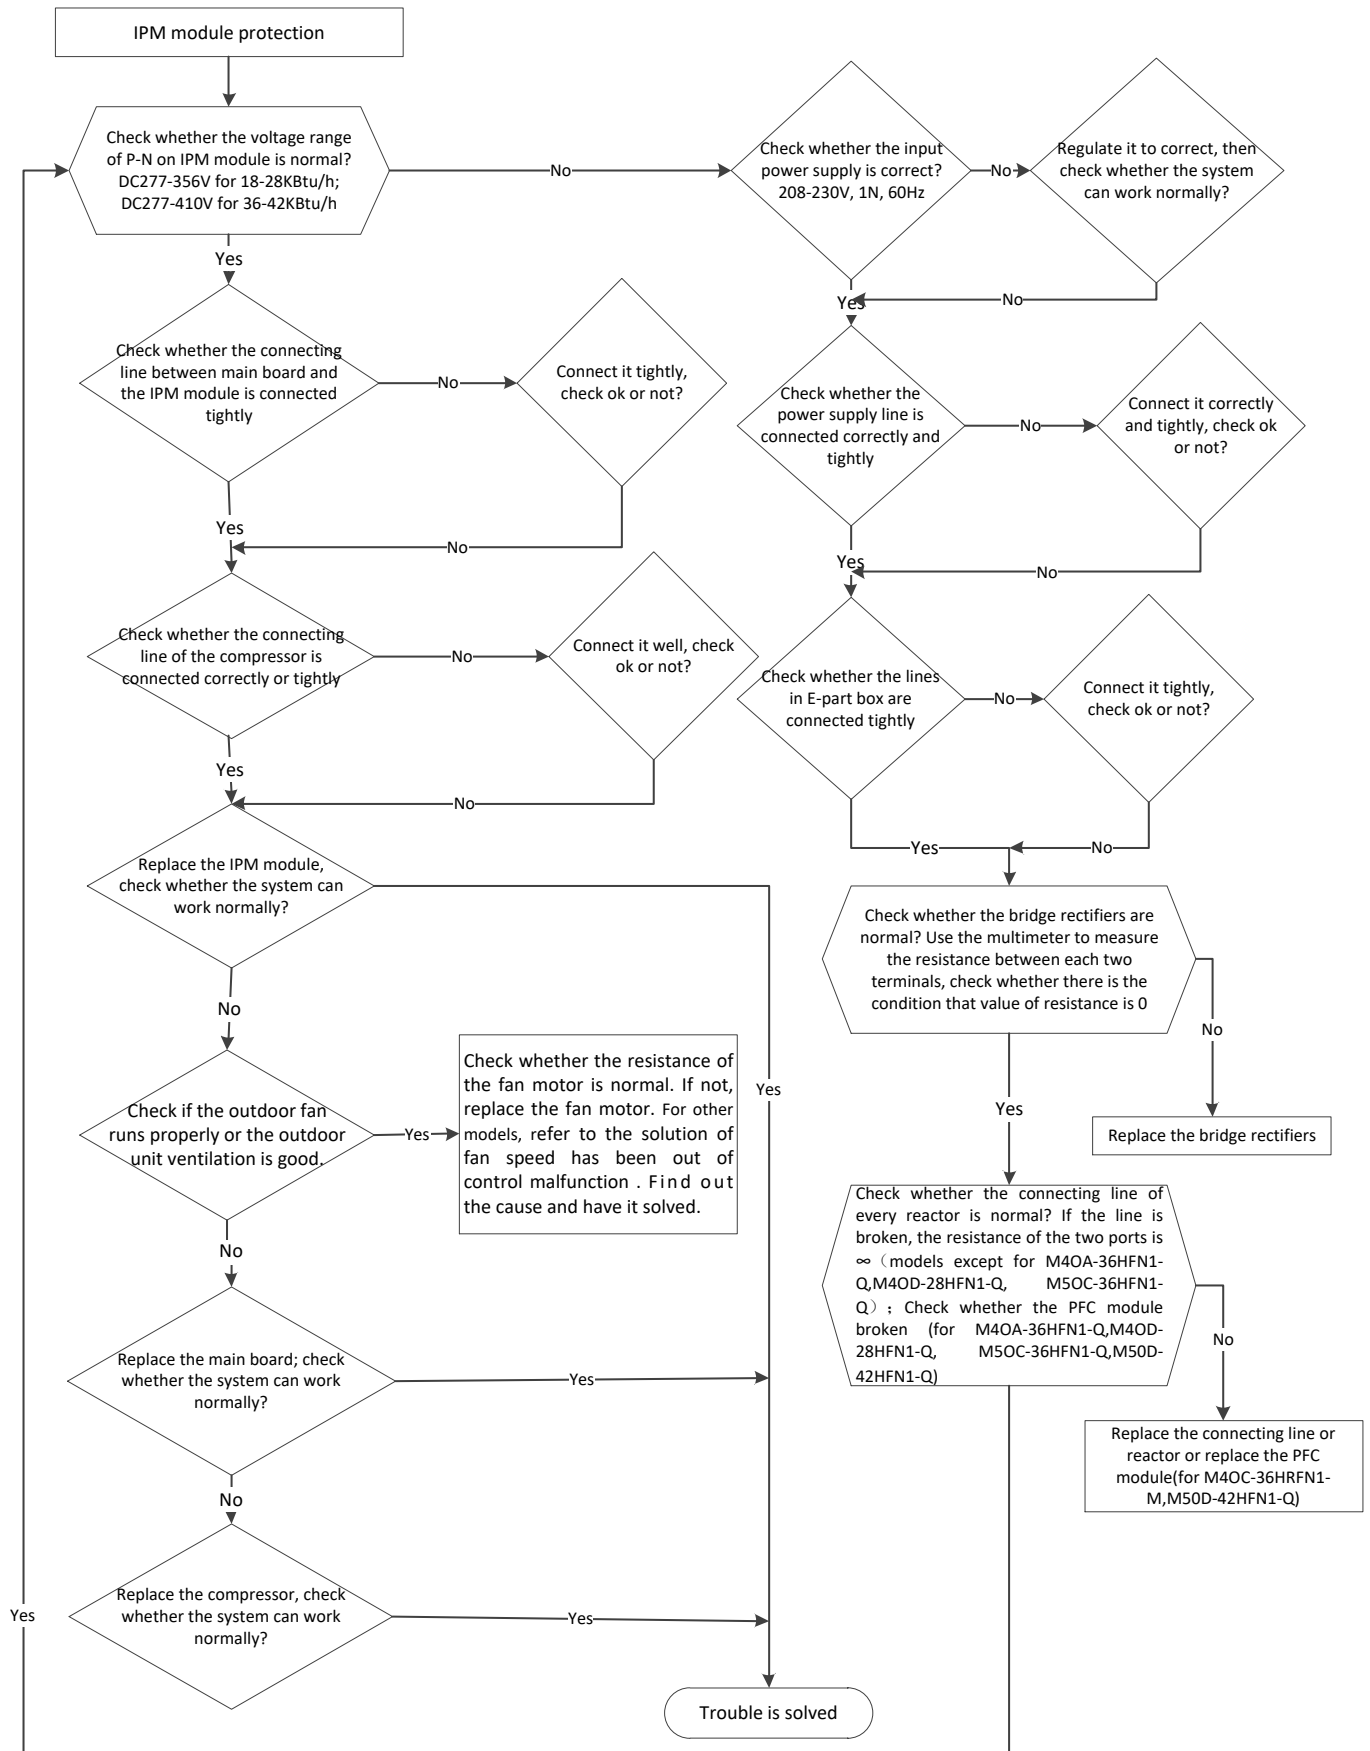 IPM module protection
Check whether the voltage range
of P-N on IPM module is normal?
DC277-356V for 18-28KBtu/h;
DC277-410V for 36-42KBtu/h
No
Check whether the input
power supply is correct?
208-230V, 1N, 60Hz
No
Regulate it to correct, then
check whether the system
can work normally?
Yes
Yes
No
Check whether the connecting
line between main board and
the IPM module is connected
tightly
No
Connect it tightly,
check ok or not?
Check whether the
power supply line is
connected correctly and
tightly
No
Connect it correctly
and tightly, check ok
or not?
Yes
No
Yes
No
Check whether the connecting
line of the compressor is
connected correctly or tightly
No
Connect it well, check
ok or not?
Check whether the lines
in E-part box are
connected tightly
No
Connect it tightly,
check ok or not?
Yes
No
Yes
No
Replace the IPM module,
check whether the system can
work normally?
Check whether the bridge rectifiers are
normal? Use the multimeter to measure
the resistance between each two
terminals, check whether there is the
condition that value of resistance is 0
No
No
Yes
Yes
Check if the outdoor fan
runs properly or the outdoor
unit ventilation is good.
Yes
Check whether the resistance of
the fan motor is normal. If not,
replace the fan motor. For other
models, refer to the solution of
fan speed has been out of
control malfunction . Find out
the cause and have it solved.
Replace the bridge rectifiers
No
Check whether the connecting line of
every reactor is normal? If the line is
broken, the resistance of the two ports is
∞（models except for M4OA-36HFN1-
Q,M4OD-28HFN1-Q, M5OC-36HFN1-
Q）；Check whether the PFC module
broken (for M4OA-36HFN1-Q,M4OD-
28HFN1-Q, M5OC-36HFN1-Q,M50D-
42HFN1-Q)
No
Replace the main board; check
whether the system can work
normally?
Yes
Replace the connecting line or
reactor or replace the PFC
module(for M4OC-36HRFN1-
M,M50D-42HFN1-Q)
No
Replace the compressor, check
whether the system can work
normally?
Yes
Yes
Trouble is solved